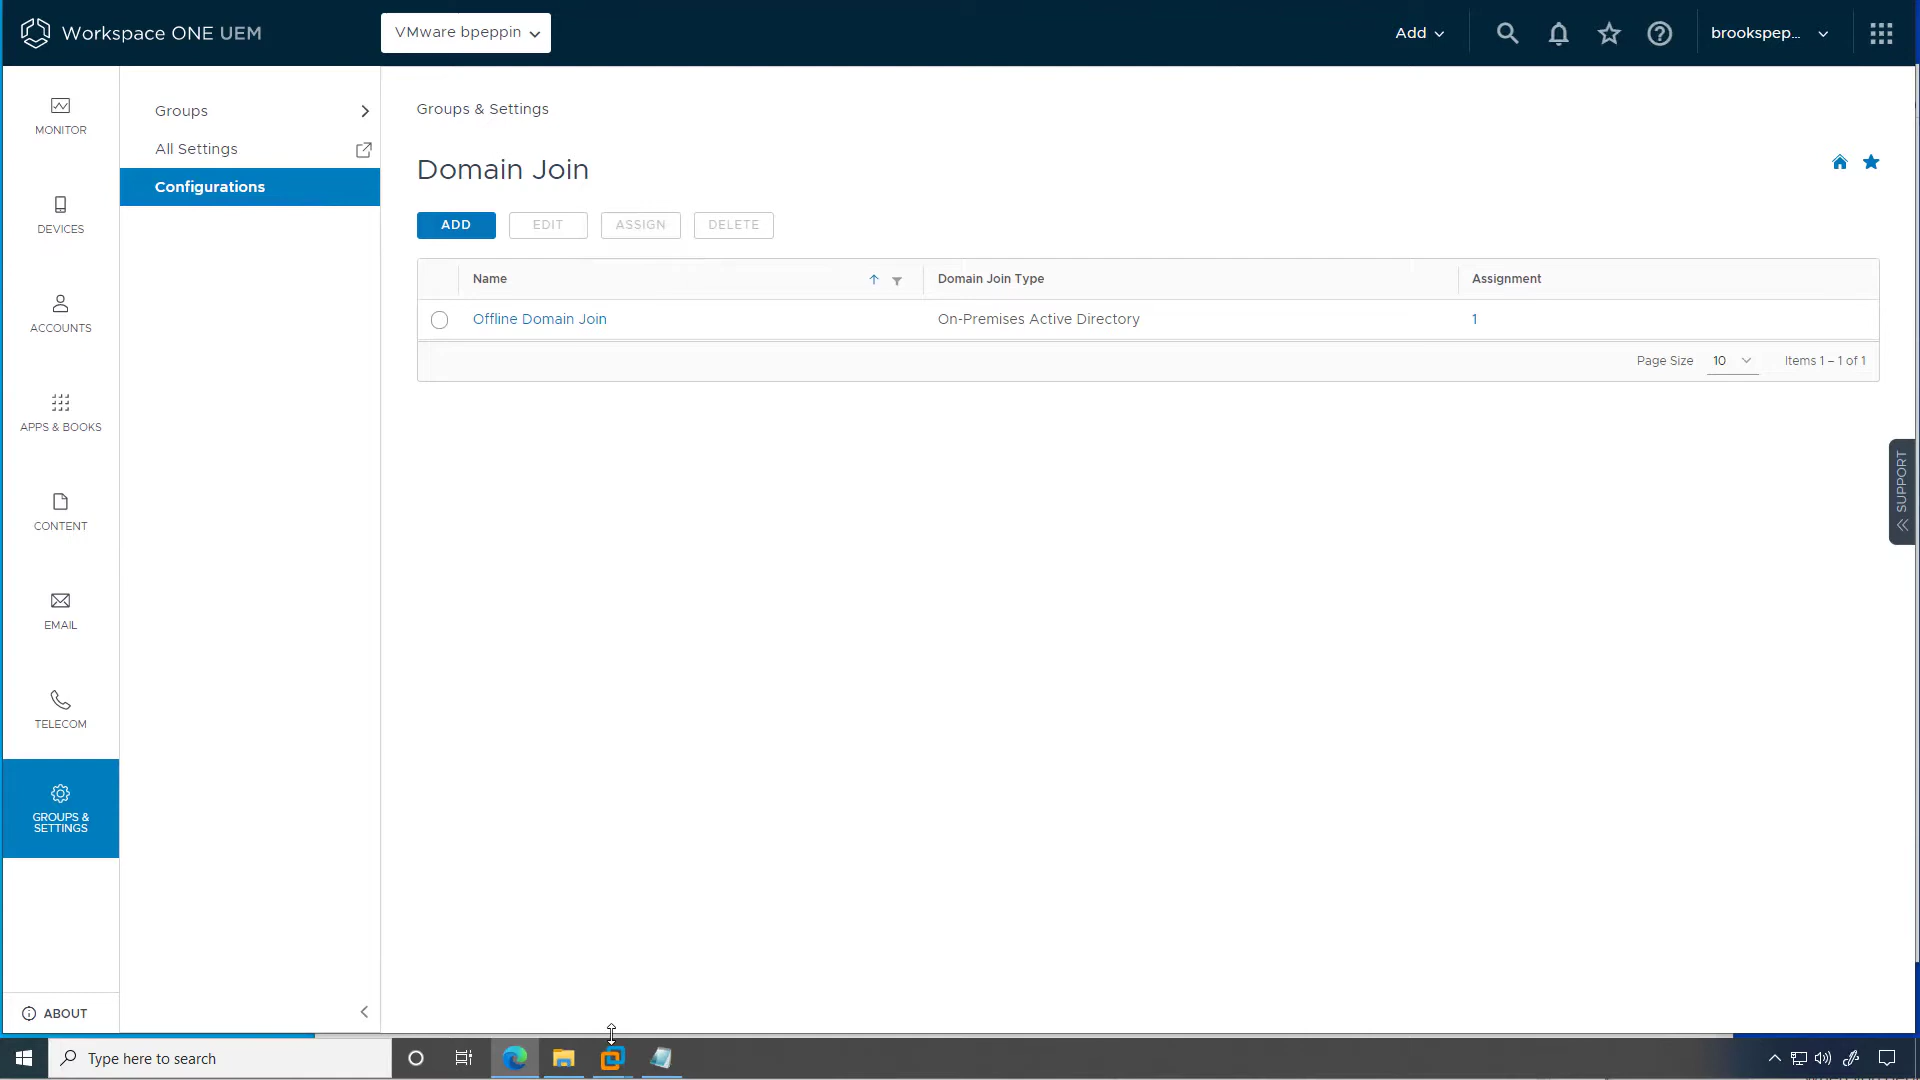 Workspace ONE UEM
VMware bpeppin
Add
brookspep...
MONITOR
DEVICES
ACCOUNTS
APPS & BOOKS
CONTENT
EMAIL
TELECOM
GROUPS &
SETTINGS
ABOUT
Groups
All Settings
Configurations
Groups & Settings
Domain Join
ADD EDIT ASSIGN DELETE
Name Domain Join Type Assignment
Offline Domain Join On-Premises Active Directory 1
Page Size 10 Items 1 – 1 of 1
SUPPORT
Type here to search